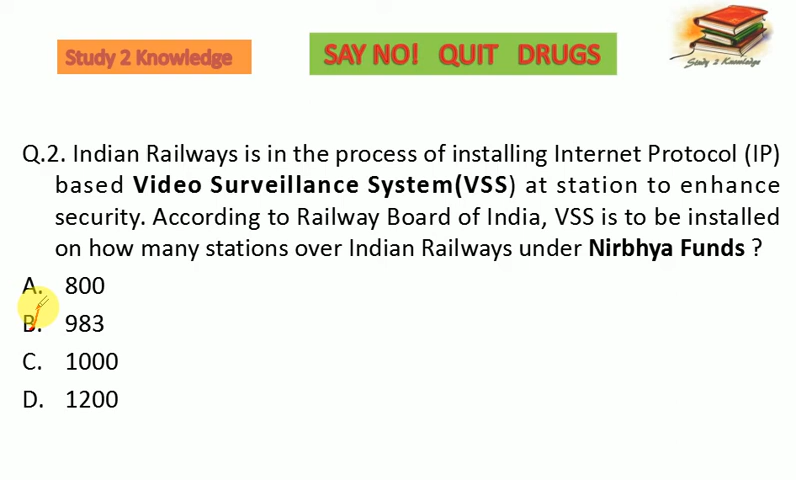 Study 2 Knowledge
SAY NO! QUIT DRUGS
Study 2 Knowledge
Q.2. Indian Railways is in the process of installing Internet Protocol (IP)
based Video Surveillance System(VSS) at station to enhance
security. According to Railway Board of India, VSS is to be installed
on how many stations over Indian Railways under Nirbhya Funds ?
A. 800
B. 983
C. 1000
D. 1200